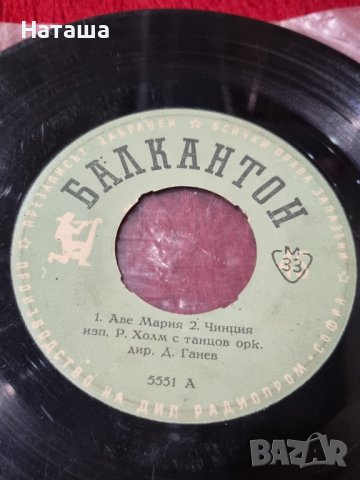 Наташа
★ ПРЕЗАПИСЪТ ЗАБРАНЕН ★ ВСИЧКИ ПРАВА ЗАПАЗЕНИ
БАЛКАНТОН
М
33
1. Аве Мария 2. Чинция
изп. Р. Холм с танцов орк.
дир. Д. Ганев
5551 А
ПРОИЗВОДСТВО НА ДИП РАДИОПРОМ - СОФИЯ
BAZAR